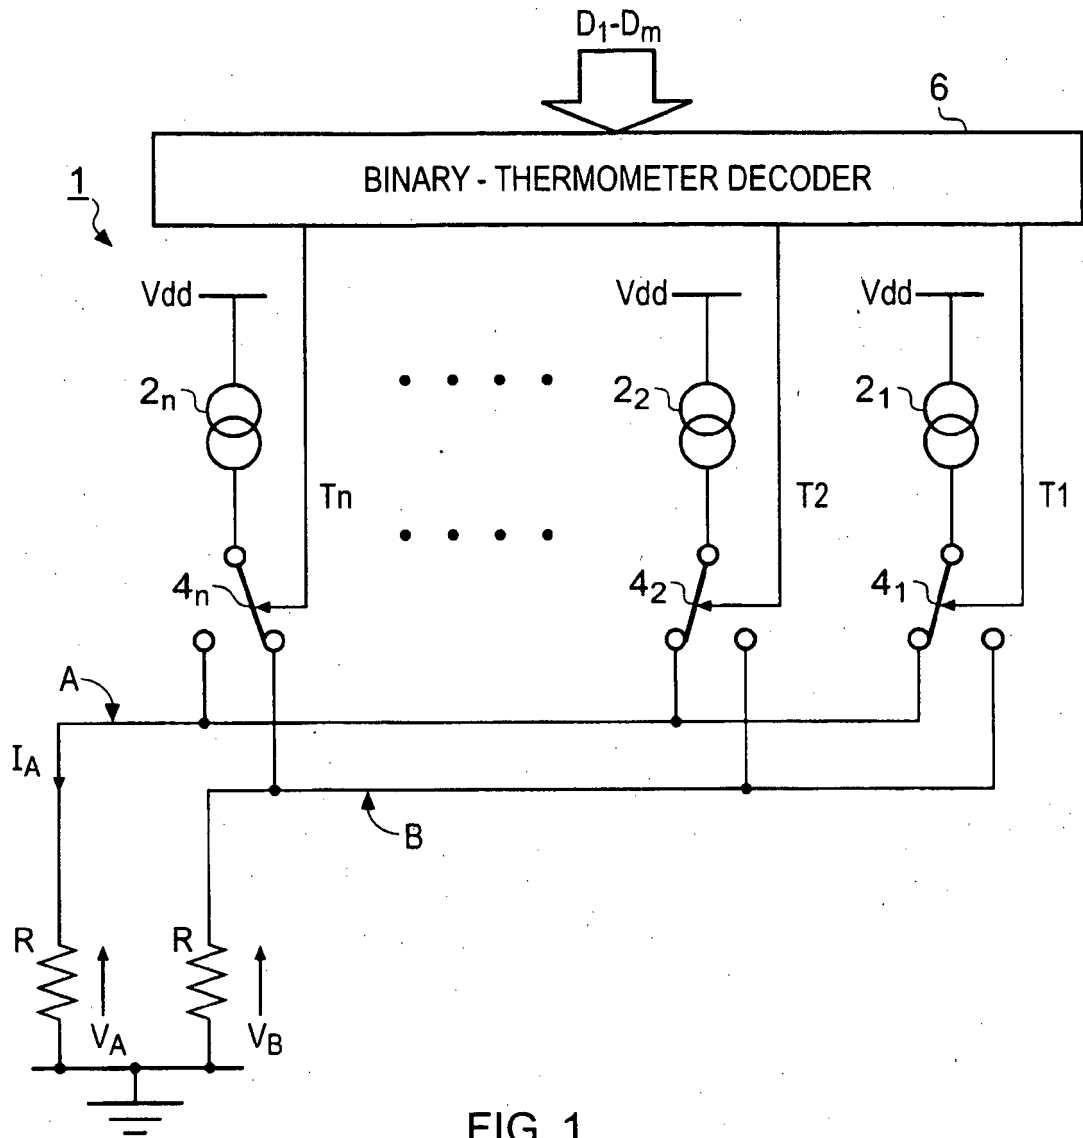 D1-Dm
6
BINARY - THERMOMETER DECODER
1
Vdd Vdd Vdd
2n 22 21
Tn T2 T1
4n 42 41
A
IA
B
R R
VA VB
FIG. 1